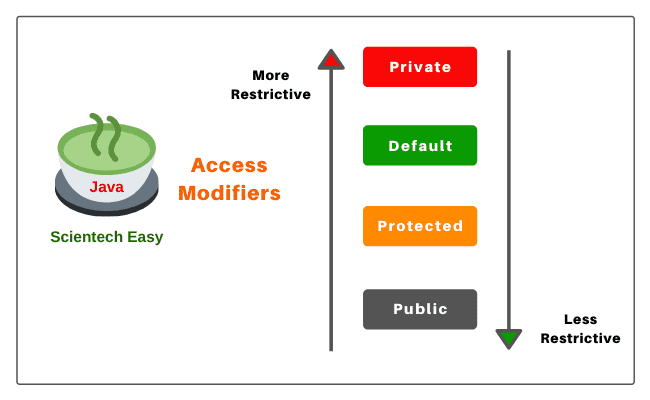 More
Restrictive
Private
Default
Java
Access
Modifiers
Scientech Easy
Protected
Public
Less
Restrictive